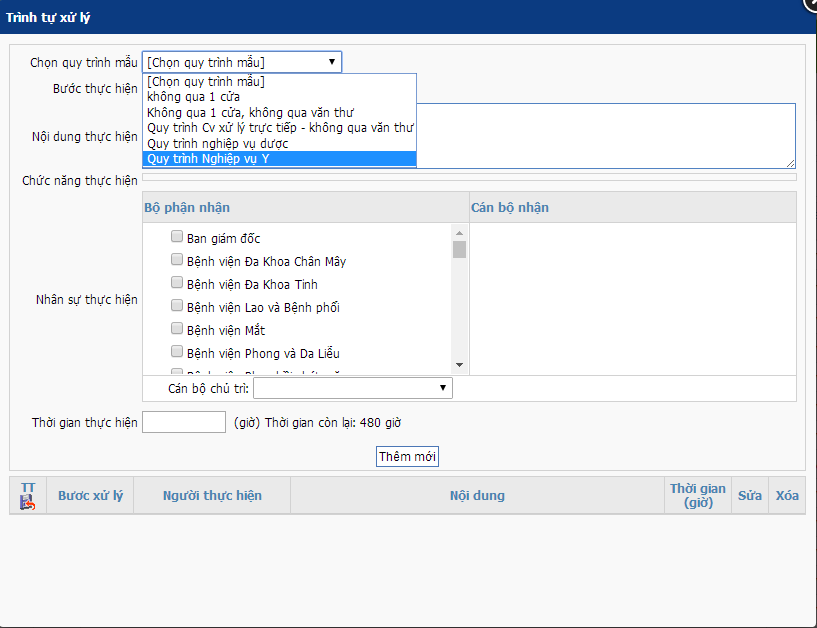 Trình tự xử lý
Chọn quy trình mẫu
[Chọn quy trình mẫu]
[Chọn quy trình mẫu]
không qua 1 cửa
Không qua 1 cửa, không qua văn thư
Quy trình Cv xử lý trực tiếp - không qua văn thư
Quy trình nghiệp vụ dược
Quy trình Nghiệp vụ Y
Bước thực hiện
Nội dung thực hiện
Chức năng thực hiện
Bộ phận nhận
Cán bộ nhận
Nhân sự thực hiện
Ban giám đốc
Bệnh viện Đa Khoa Chân Mây
Bệnh viện Đa Khoa Tỉnh
Bệnh viện Lao và Bệnh phổi
Bệnh viện Mắt
Bệnh viện Phong và Da Liễu
Cán bộ chủ trì:
Thời gian thực hiện
(giờ) Thời gian còn lại: 480 giờ
Thêm mới
TT
Bươc xử lý
Người thực hiện
Nội dung
Thời gian
(giờ)
Sửa
Xóa